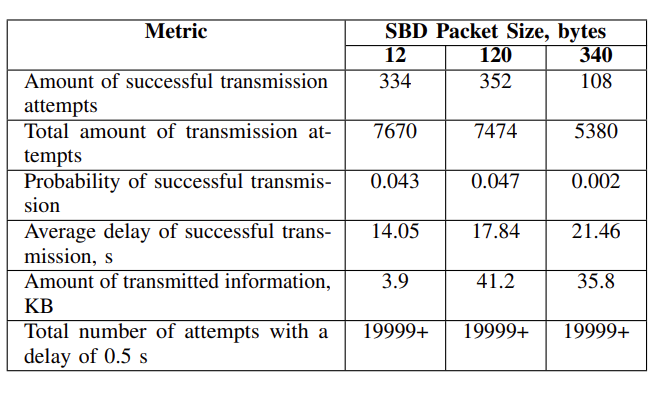 Metric SBD Packet Size, bytes
12 120 340
Amount of successful transmission 334 352 108
attempts
Total amount of transmission at- 7670 7474 5380
tempts
Probability of successful transmis- 0.043 0.047 0.002
sion
Average delay of successful trans- 14.05 17.84 21.46
mission, s
Amount of transmitted information, 3.9 41.2 35.8
KB
Total number of attempts with a 19999+ 19999+ 19999+
delay of 0.5 s